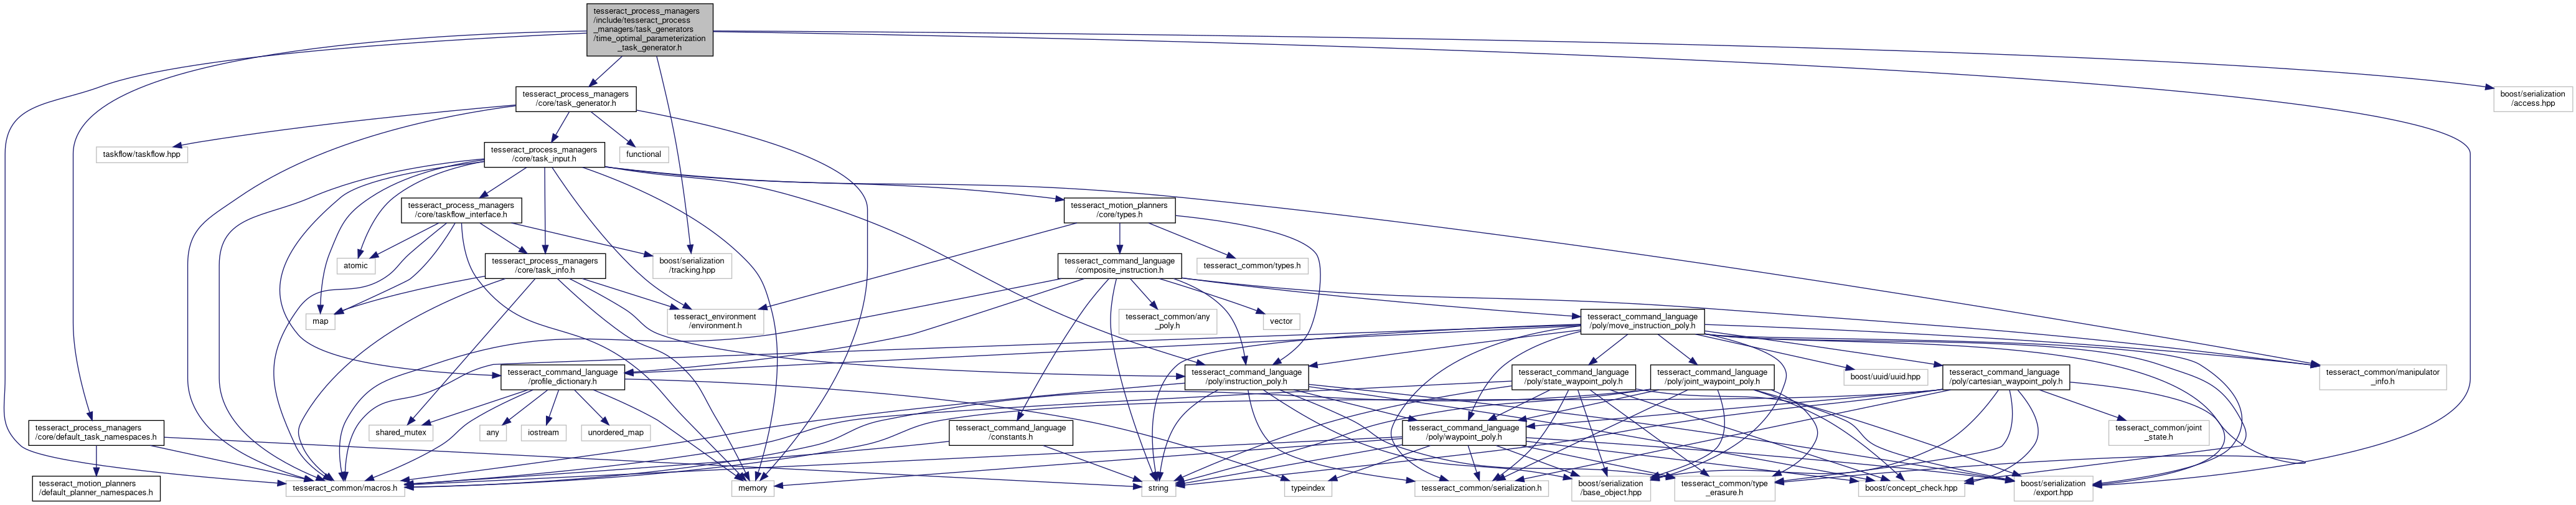 tesseract_process_managers
/include/tesseract_process
_managers/task_generators
/time_optimal_parameterization
_task_generator.h
tesseract_process_managers
/core/task_generator.h
boost/serialization
/access.hpp
taskflow/taskflow.hpp
tesseract_process_managers
/core/task_input.h
functional
tesseract_process_managers
/core/taskflow_interface.h
tesseract_motion_planners
/core/types.h
atomic
tesseract_process_managers
/core/task_info.h
boost/serialization
/tracking.hpp
tesseract_command_language
/composite_instruction.h
tesseract_common/types.h
map
tesseract_environment
/environment.h
tesseract_common/any
_poly.h
vector
tesseract_command_language
/poly/move_instruction_poly.h
tesseract_command_language
/profile_dictionary.h
tesseract_command_language
/poly/instruction_poly.h
tesseract_command_language
/poly/state_waypoint_poly.h
tesseract_command_language
/poly/joint_waypoint_poly.h
boost/uuid/uuid.hpp
tesseract_command_language
/poly/cartesian_waypoint_poly.h
tesseract_common/manipulator
_info.h
tesseract_process_managers
/core/default_task_namespaces.h
shared_mutex
any
iostream
unordered_map
tesseract_command_language
/constants.h
tesseract_command_language
/poly/waypoint_poly.h
tesseract_common/joint
_state.h
tesseract_motion_planners
/default_planner_namespaces.h
tesseract_common/macros.h
memory
string
typeindex
tesseract_common/serialization.h
boost/serialization
/base_object.hpp
tesseract_common/type
_erasure.h
boost/concept_check.hpp
boost/serialization
/export.hpp